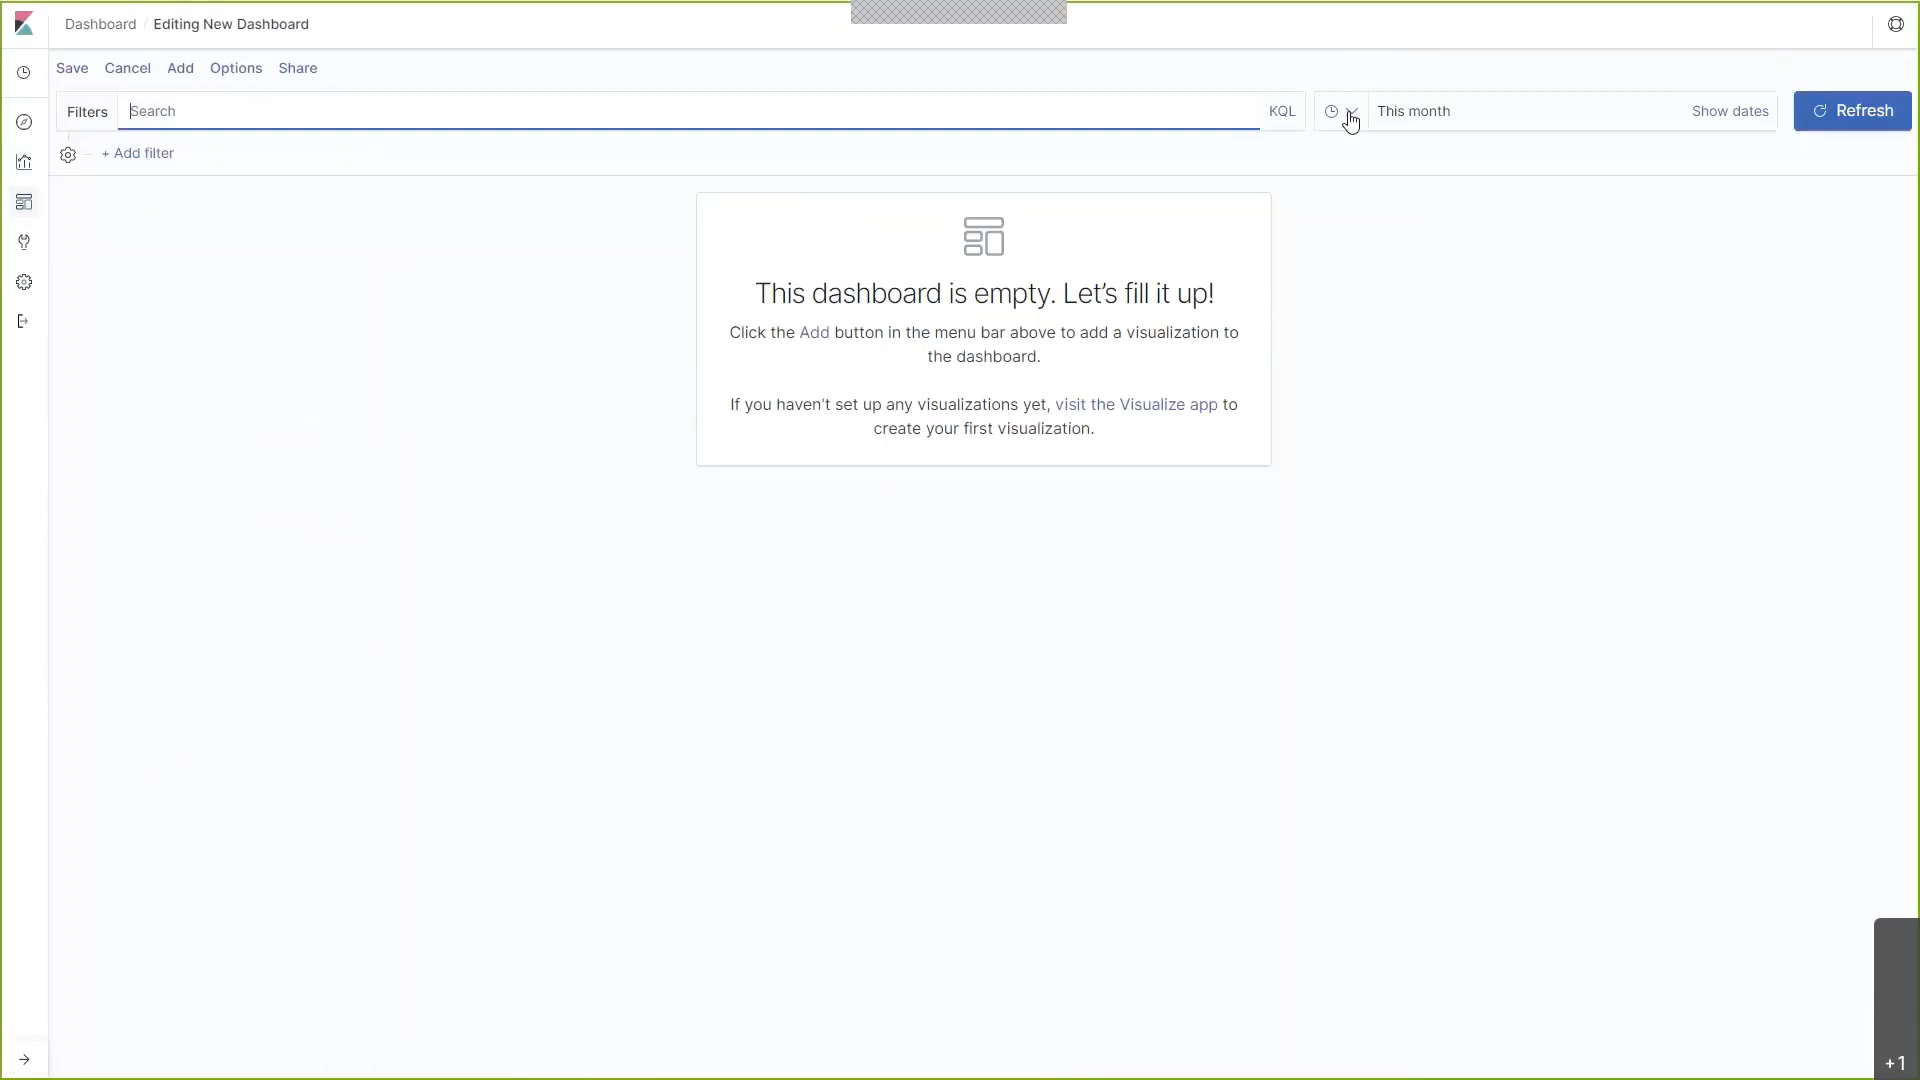 Dashboard / Editing New Dashboard
Save Cancel Add Options Share
Filters Search KQL This month Show dates Refresh
+ Add filter
This dashboard is empty. Let’s fill it up!
Click the Add button in the menu bar above to add a visualization to
the dashboard.
If you haven't set up any visualizations yet, visit the Visualize app to
create your first visualization.
+1